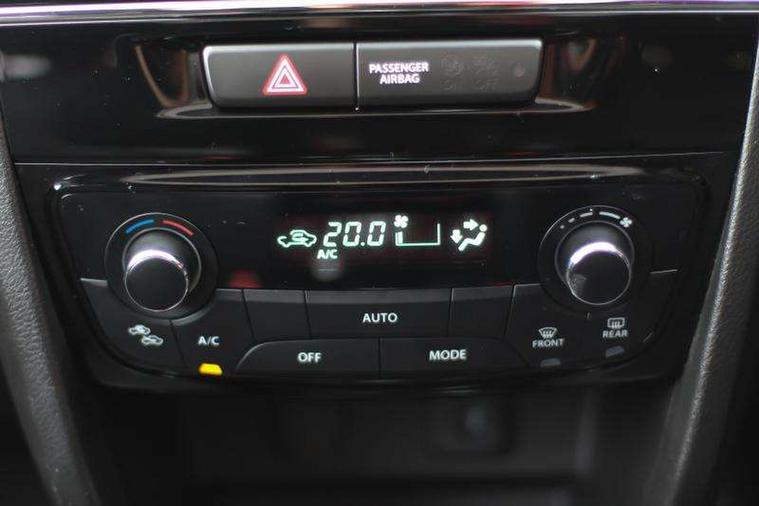 PASSENGER
AIRBAG
20.0
A/C
AUTO
A/C
OFF
MODE
FRONT
REAR